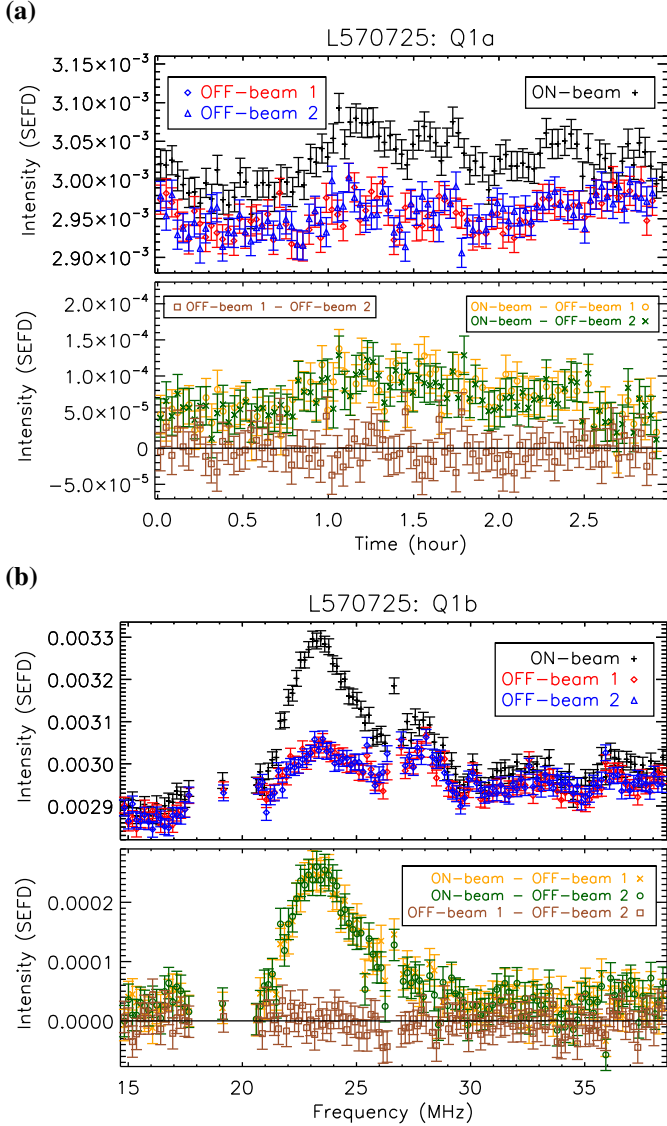 (a)
L570725: Q1a
Intensity (SEFD)
3.15×10⁻³
3.10×10⁻³
3.05×10⁻³
3.00×10⁻³
2.95×10⁻³
2.90×10⁻³
OFF−beam 1
OFF−beam 2
ON−beam
Intensity (SEFD)
2.0×10⁻⁴
1.5×10⁻⁴
1.0×10⁻⁴
5.0×10⁻⁵
0
−5.0×10⁻⁵
OFF−beam 1 − OFF−beam 2
ON−beam − OFF−beam 1
ON−beam − OFF−beam 2
0.0 0.5 1.0 1.5 2.0 2.5
Time (hour)
(b)
L570725: Q1b
Intensity (SEFD)
0.0033
0.0032
0.0031
0.0030
0.0029
ON−beam
OFF−beam 1
OFF−beam 2
Intensity (SEFD)
0.0002
0.0001
0.0000
ON−beam − OFF−beam 1
ON−beam − OFF−beam 2
OFF−beam 1 − OFF−beam 2
15 20 25 30 35
Frequency (MHz)